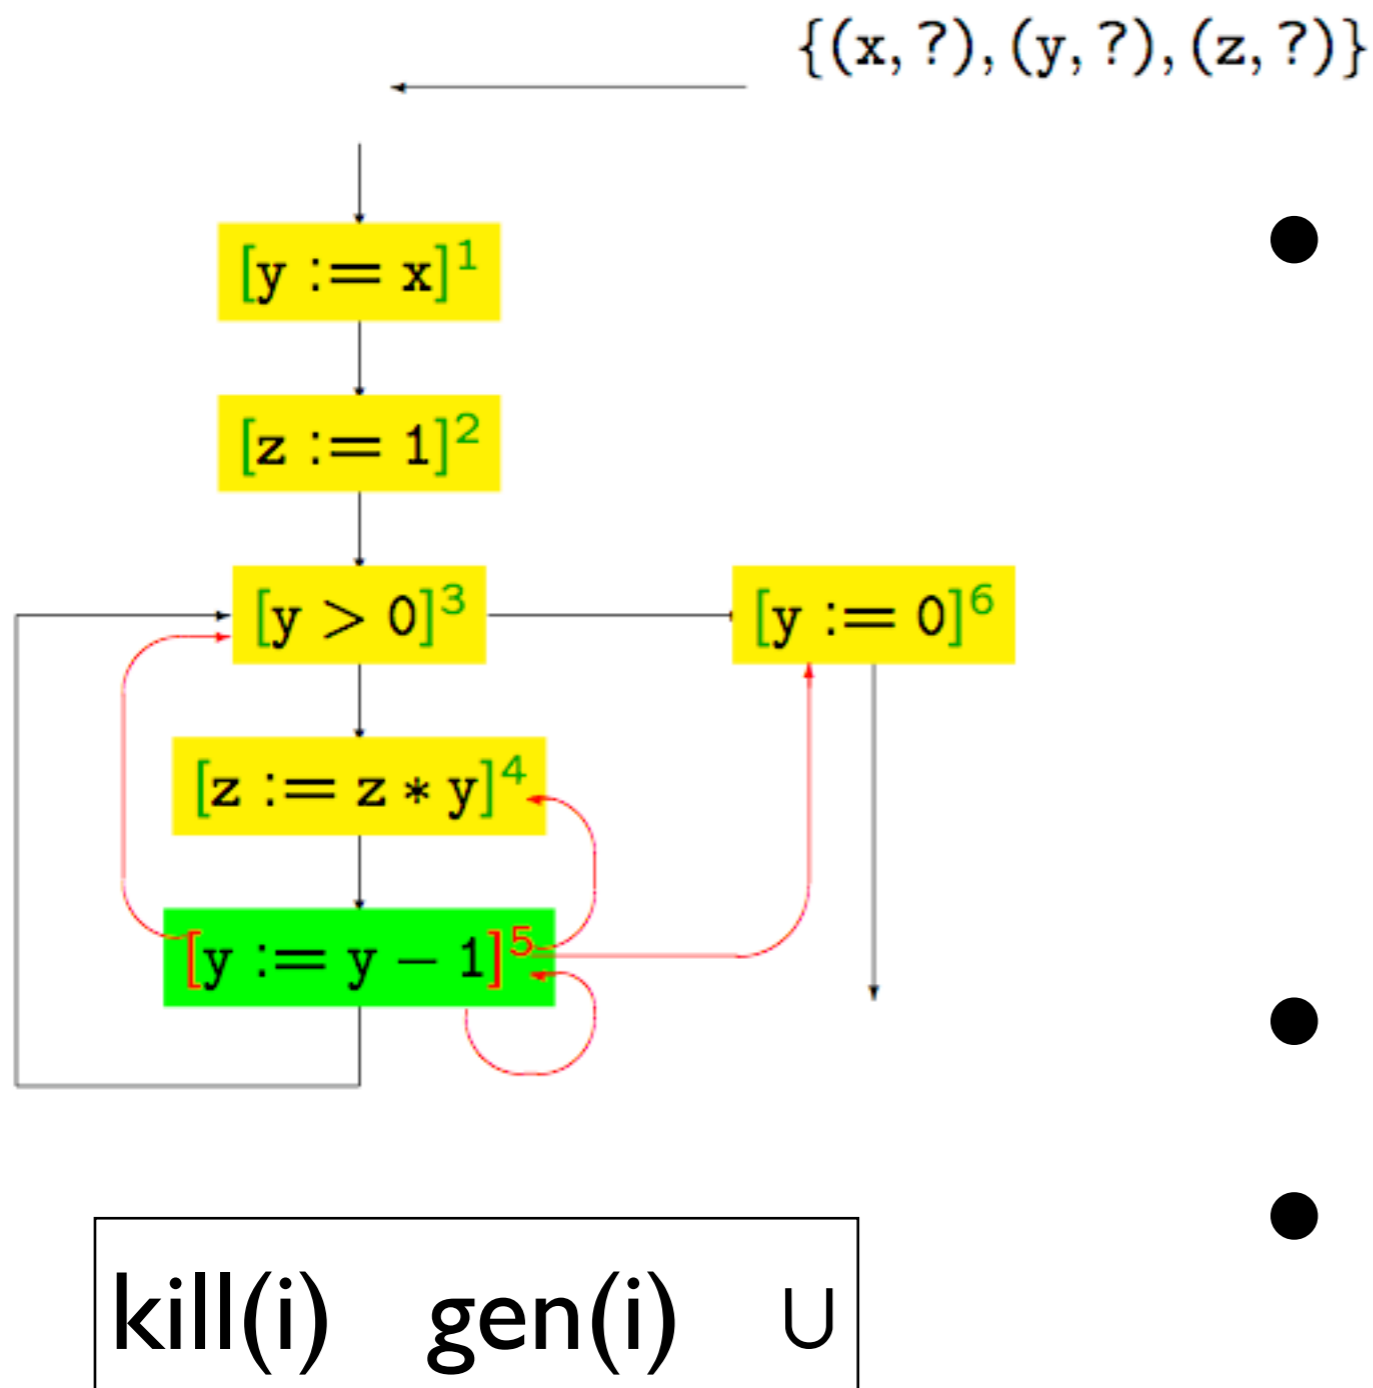 {(x, ?), (y, ?), (z, ?)}
[y := x]¹
[z := 1]²
[y > 0]³ [y := 0]⁶
[z := z * y]⁴
[y := y − 1]⁵
kill(i) gen(i) ∪